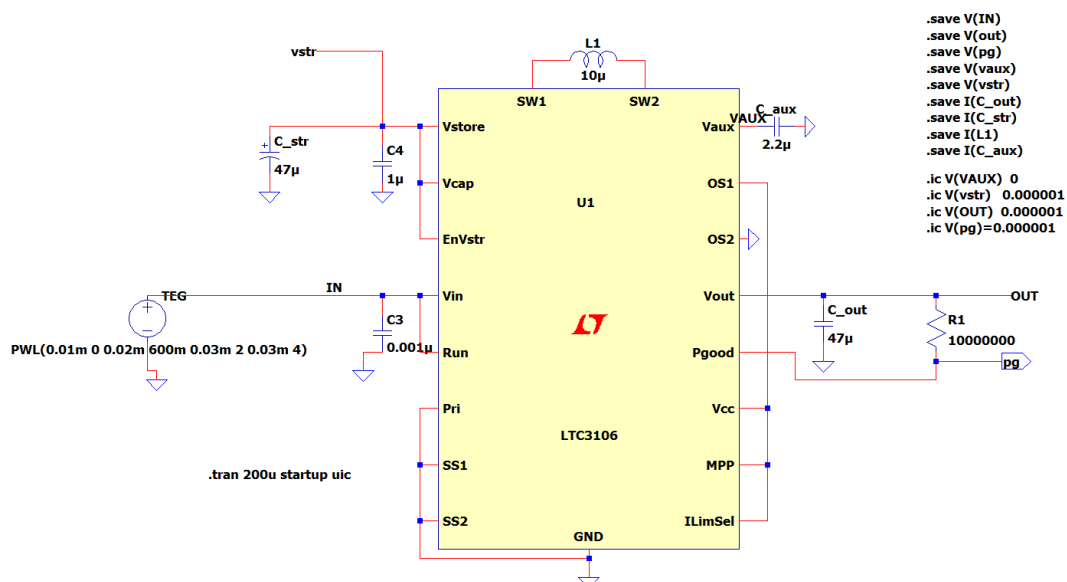 .save V(IN)
.save V(out)
.save V(pg)
.save V(vaux)
.save V(vstr)
.save I(C_out)
.save I(C_str)
.save I(L1)
.save I(C_aux)
.ic V(VAUX) 0
.ic V(vstr) 0.000001
.ic V(OUT) 0.000001
.ic V(pg)=0.000001
vstr
L1
10µ
SW1
SW2
C_str
47µ
C4
1µ
Vstore
Vcap
EnVstr
Vin
Run
Pri
SS1
SS2
U1
LTC3106
GND
Vaux
OS1
OS2
Vout
Pgood
Vcc
MPP
ILimSel
VAUX
C_aux
2.2µ
IN
TEG
C3
0.001µ
PWL(0.01m 0 0.02m 600m 0.03m 2 0.03m 4)
.tran 200u startup uic
C_out
47µ
OUT
R1
10000000
pg